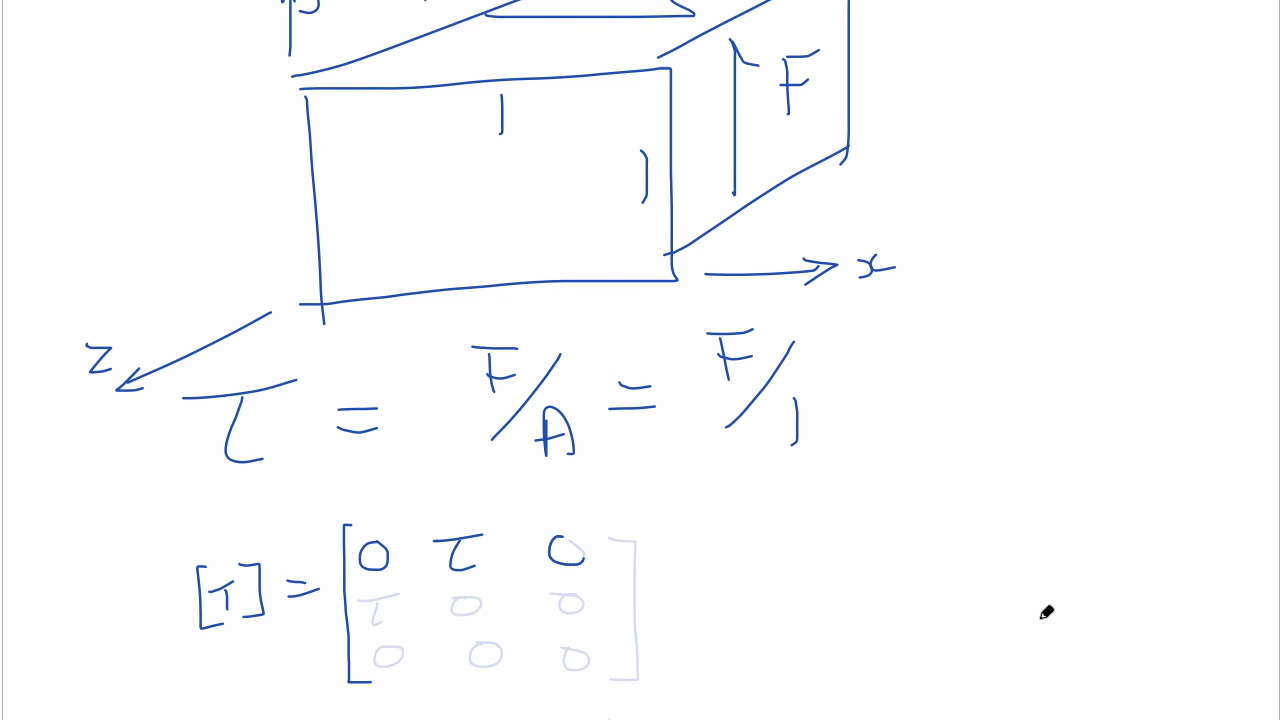 1
F
1
x
z
τ = F/A = F/1
[T] = [0 τ 0
τ 0 0
0 0 0]